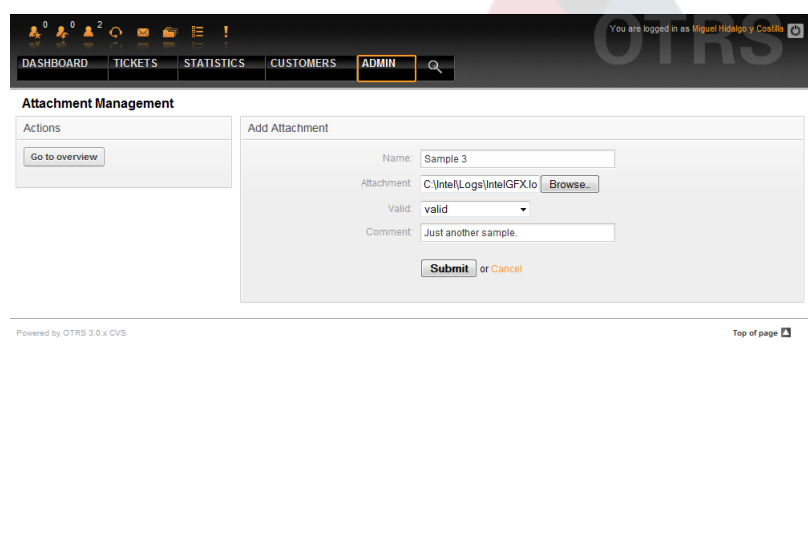 0 0 2
You are logged in as Miguel Hidalgo y Costilla
OTRS
DASHBOARD TICKETS STATISTICS CUSTOMERS ADMIN
Attachment Management
Actions
Go to overview
Add Attachment
Name: Sample 3
Attachment: C:\Intel\Logs\IntelGFX.lo Browse..
Valid: valid
Comment: Just another sample.
Submit or Cancel
Powered by OTRS 3.0.x CVS
Top of page